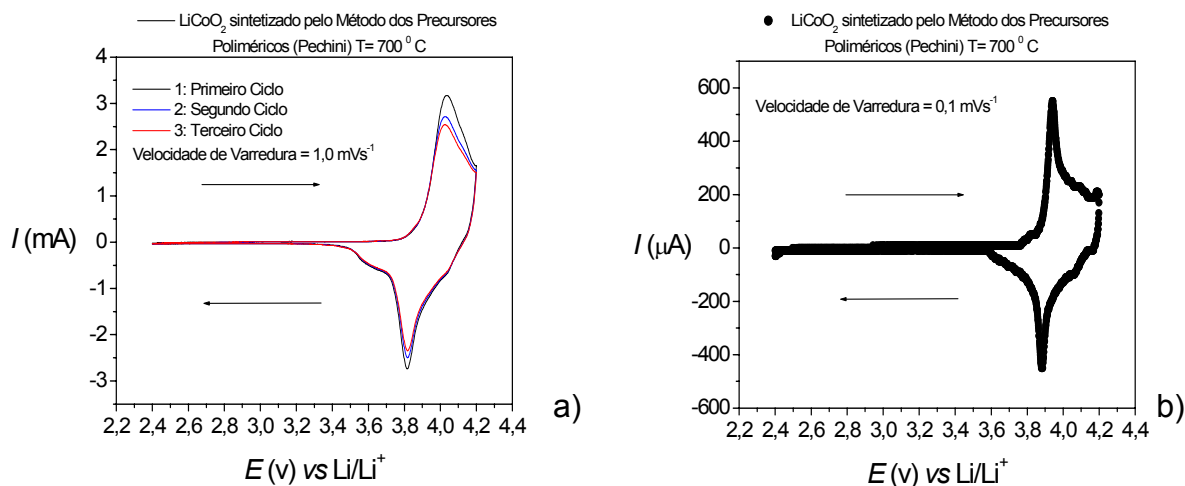 LiCoO₂ sintetizado pelo Método dos Precursores
Poliméricos (Pechini) T= 700 ⁰ C
4
3
2
1
0
-1
-2
-3
I (mA)
1: Primeiro Ciclo
2: Segundo Ciclo
3: Terceiro Ciclo
Velocidade de Varredura = 1,0 mVs⁻¹
2,2 2,4 2,6 2,8 3,0 3,2 3,4 3,6 3,8 4,0 4,2 4,4
E (v) vs Li/Li⁺
a)
LiCoO₂ sintetizado pelo Método dos Precursores
Poliméricos (Pechini) T= 700 ⁰ C
600
400
200
0
-200
-400
-600
I (μA)
Velocidade de Varredura = 0,1 mVs⁻¹
2,2 2,4 2,6 2,8 3,0 3,2 3,4 3,6 3,8 4,0 4,2 4,4
E (v) vs Li/Li⁺
b)